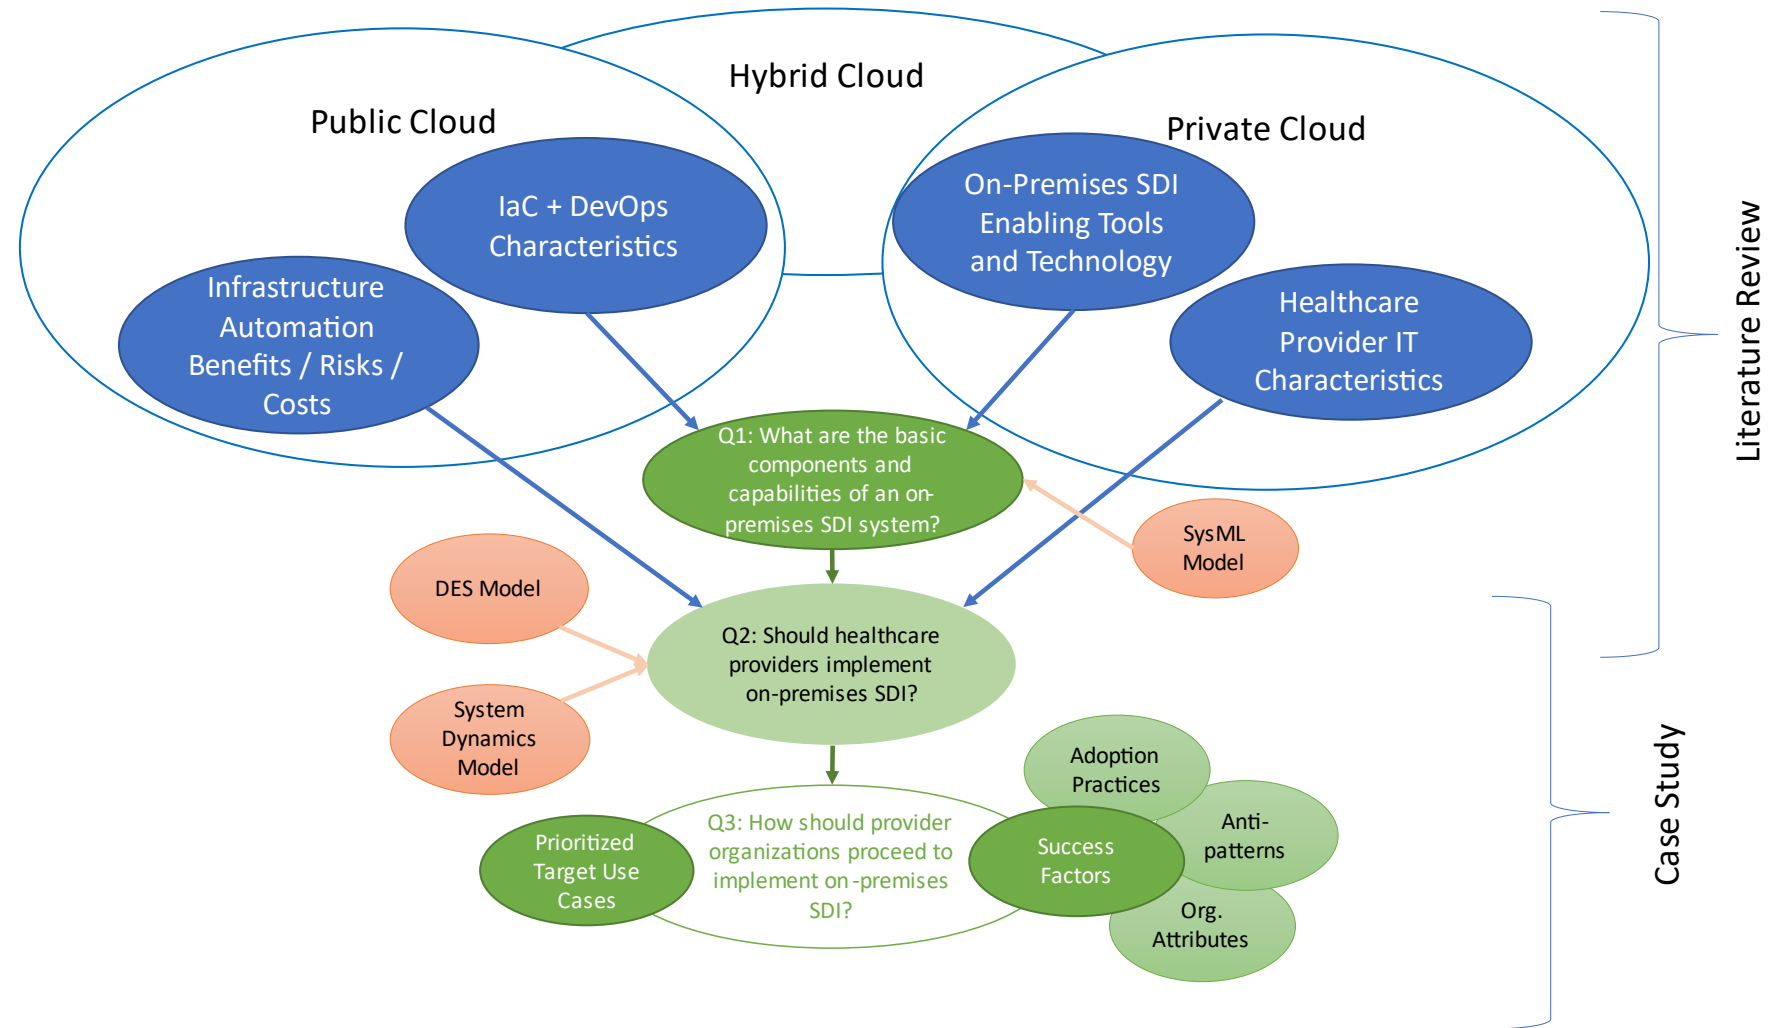 Hybrid Cloud
Public Cloud
Private Cloud
IaC + DevOps
Characteristics
On-Premises SDI
Enabling Tools
and Technology
Infrastructure
Automation
Benefits / Risks /
Costs
Healthcare
Provider IT
Characteristics
Literature Review
Q1: What are the basic
components and
capabilities of an on-
premises SDI system?
SysML
Model
DES Model
Q2: Should healthcare
providers implement
on-premises SDI?
System
Dynamics
Model
Case Study
Adoption
Practices
Anti-
patterns
Q3: How should provider
organizations proceed to
implement on-premises
SDI?
Prioritized
Target Use
Cases
Success
Factors
Org.
Attributes